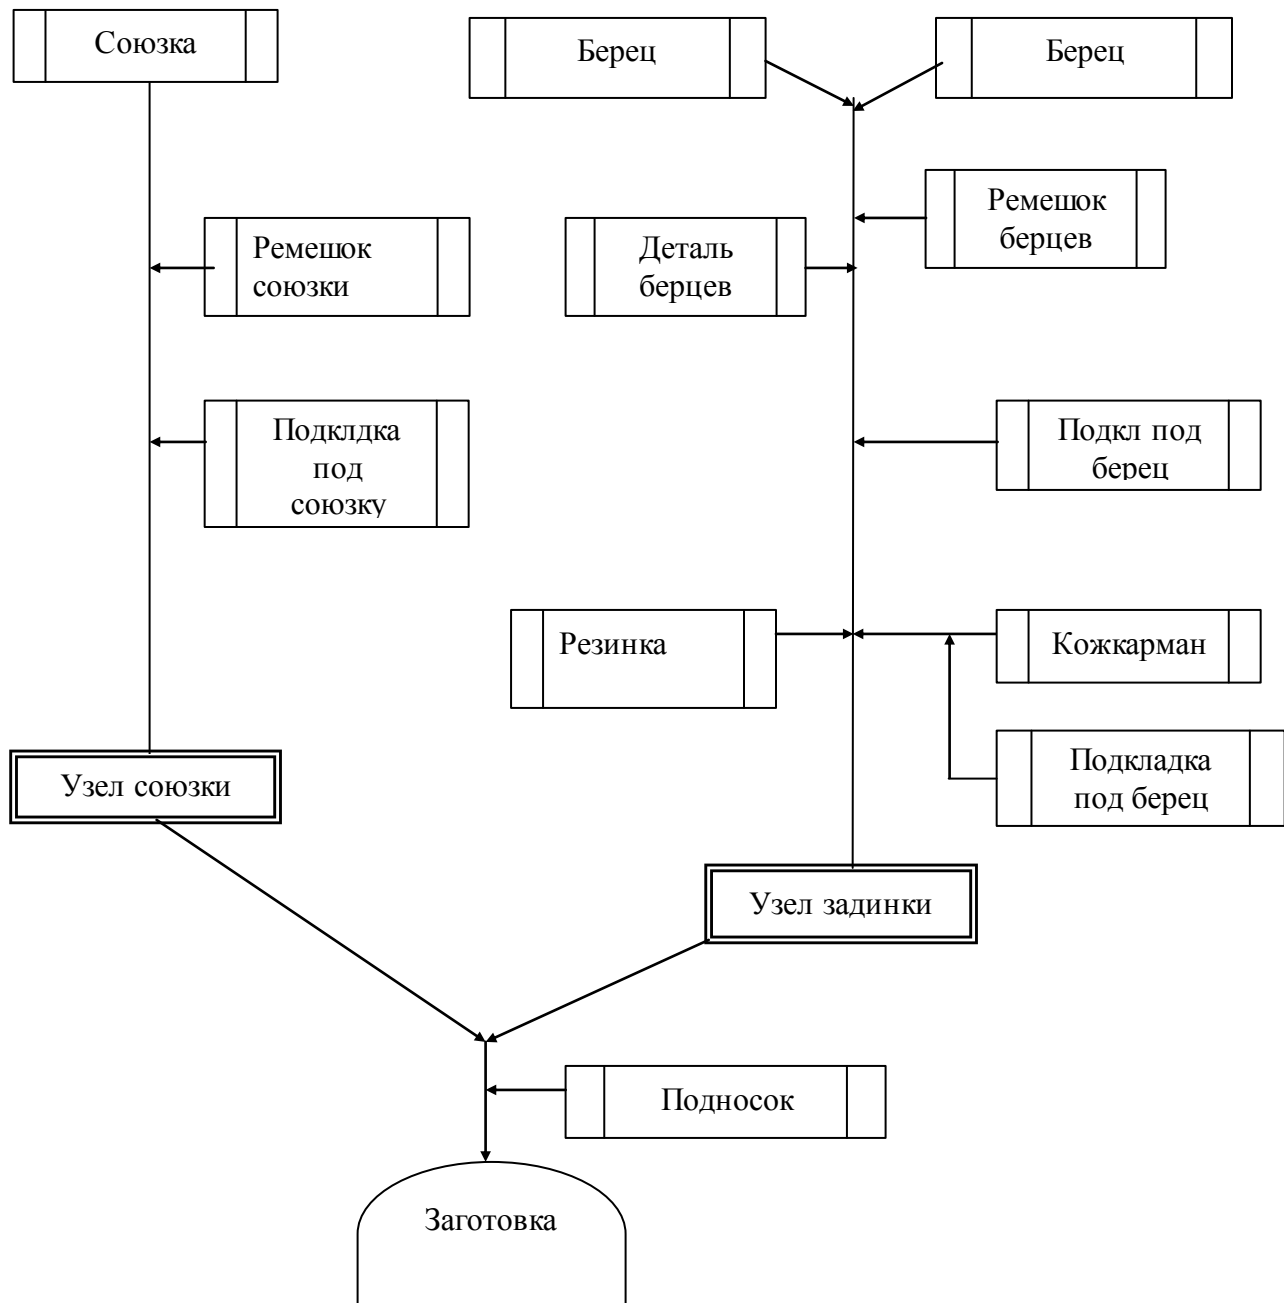 Союзка
Берец
Берец
Ремешок
берцев
Ремешок
союзки
Деталь
берцев
Подклдка
под
союзку
Подкл под
берец
Резинка
Кожкарман
Подкладка
под берец
Узел союзки
Узел задинки
Подносок
Заготовка